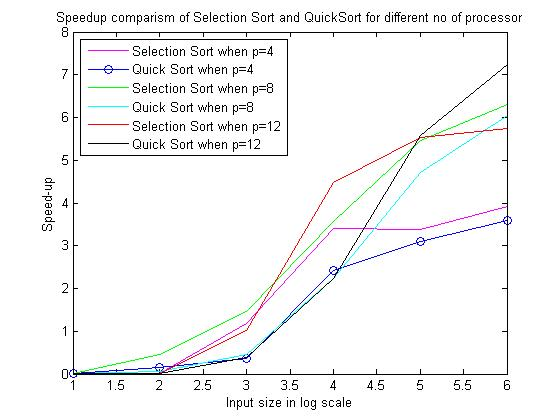 Speedup comparism of Selection Sort and QuickSort for different no of processor
8
7
6
5
4
3
2
1
0
Speed-up
Selection Sort when p=4
Quick Sort when p=4
Selection Sort when p=8
Quick Sort when p=8
Selection Sort when p=12
Quick Sort when p=12
1 1.5 2 2.5 3 3.5 4 4.5 5 5.5 6
Input size in log scale